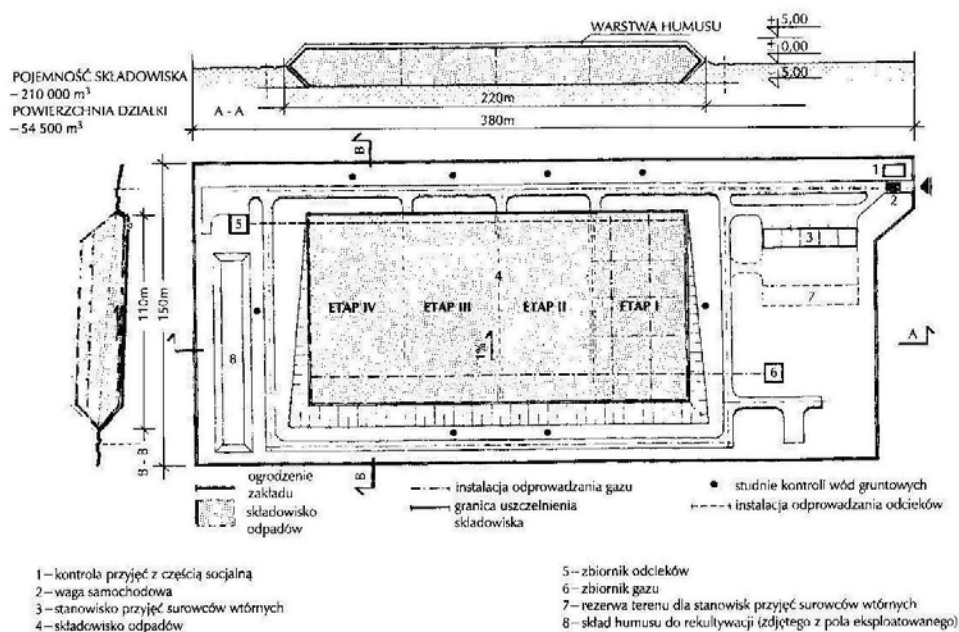 WARSTWA HUMUSU
+5,00
+0,00
5,00
POJEMNOŚĆ SKŁADOWISKA
–210 000 m³
POWIERZCHNIA DZIAŁKI
–54 500 m³
A - A
220m
380m
B
1
2
5
3
4
ETAP IV
ETAP III
ETAP II
ETAP I
7
110m
150m
8
1%
A
6
B - B
B
ogrodzenie
zakładu
składowisko
odpadów
instalacja odprowadzania gazu
granica uszczelnienia
składowiska
studnie kontroli wód gruntowych
instalacja odprowadzania odcieków
1–kontrola przyjęć z częścią socjalną
2–waga samochodowa
3–stanowisko przyjęć surowców wtórnych
4–składowisko odpadów
5–zbiornik odcieków
6–zbiornik gazu
7–rezerwa terenu dla stanowisk przyjęć surowców wtórnych
8–skład humusu do rekultywacji (zdjętego z pola eksploatowanego)